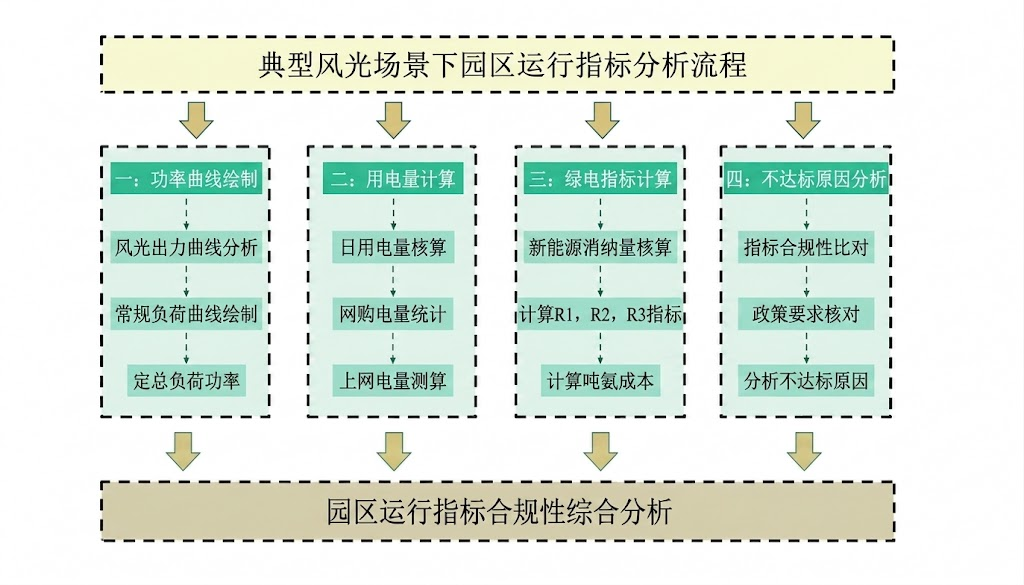 典型风光场景下园区运行指标分析流程
一：功率曲线绘制
风光出力曲线分析
常规负荷曲线绘制
定总负荷功率
二：用电量计算
日用电量核算
网购电量统计
上网电量测算
三：绿电指标计算
新能源消纳量核算
计算R1，R2，R3指标
计算吨氨成本
四：不达标原因分析
指标合规性比对
政策要求核对
分析不达标原因
园区运行指标合规性综合分析